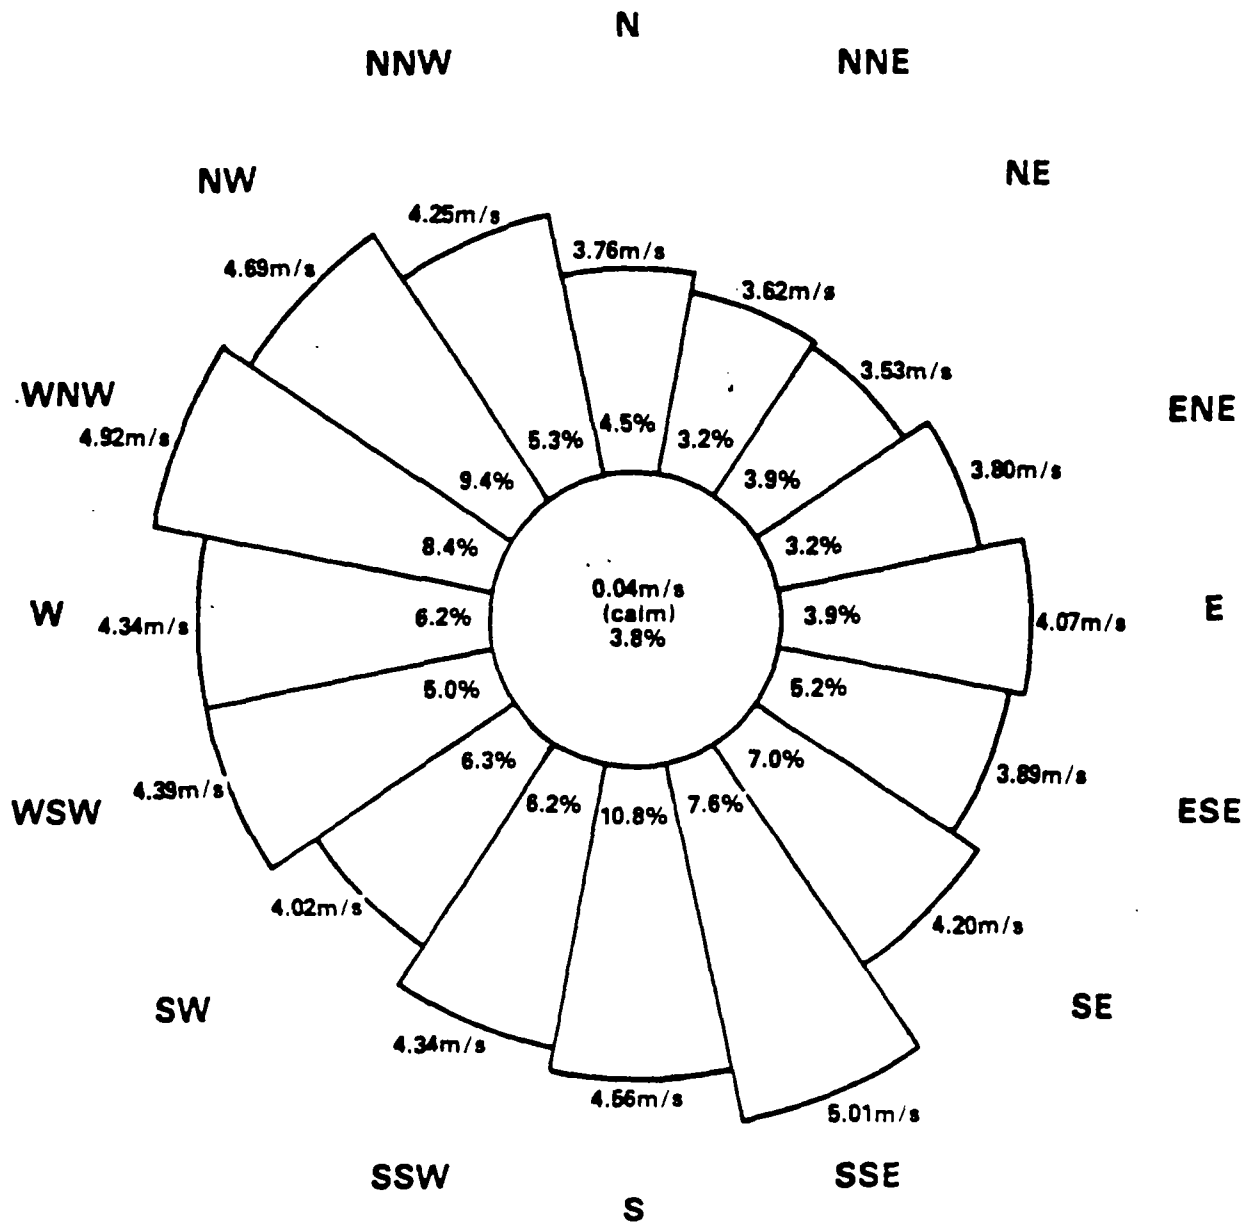 N
NNW
NNE
NW
NE
4.25m/s
3.76m/s
4.69m/s
3.62m/s
3.53m/s
WNW
ENE
4.92m/s
5.3%
4.5%
3.2%
3.80m/s
9.4%
3.9%
8.4%
3.2%
0.04m/s
(calm)
3.8%
W
4.34m/s
6.2%
3.9%
4.07m/s
E
5.0%
5.2%
6.3%
7.0%
3.89m/s
4.39m/s
WSW
6.2%
10.8%
7.6%
ESE
4.02m/s
4.20m/s
SW
SE
4.34m/s
4.56m/s
5.01m/s
SSW
SSE
S